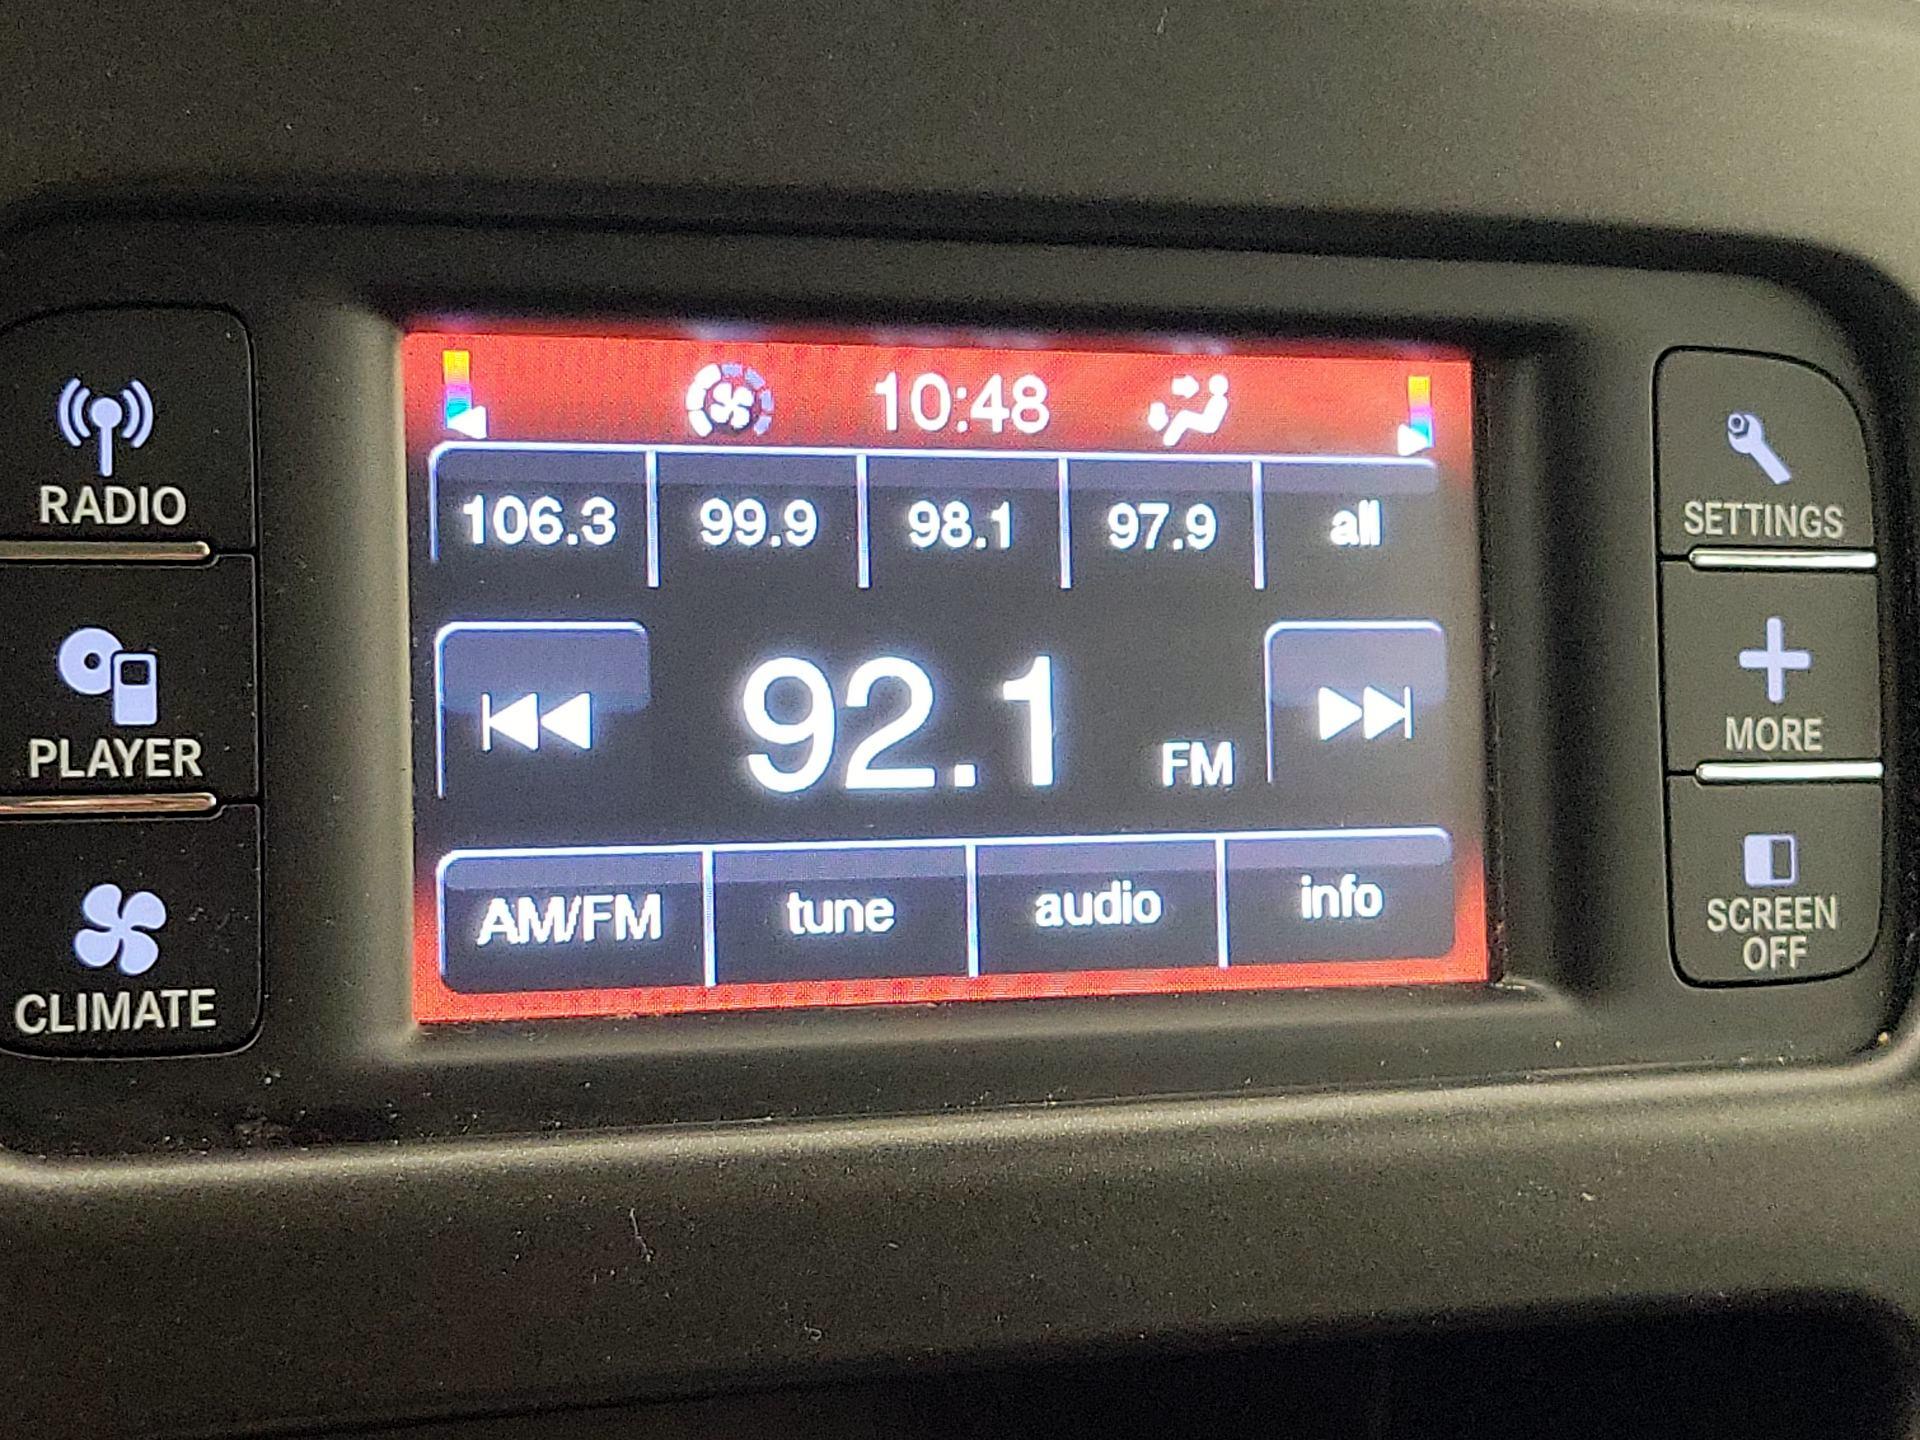 10:48
106.3 99.9 98.1 97.9 all
92.1 FM
AM/FM tune audio info
RADIO
PLAYER
CLIMATE
SETTINGS
MORE
SCREEN
OFF